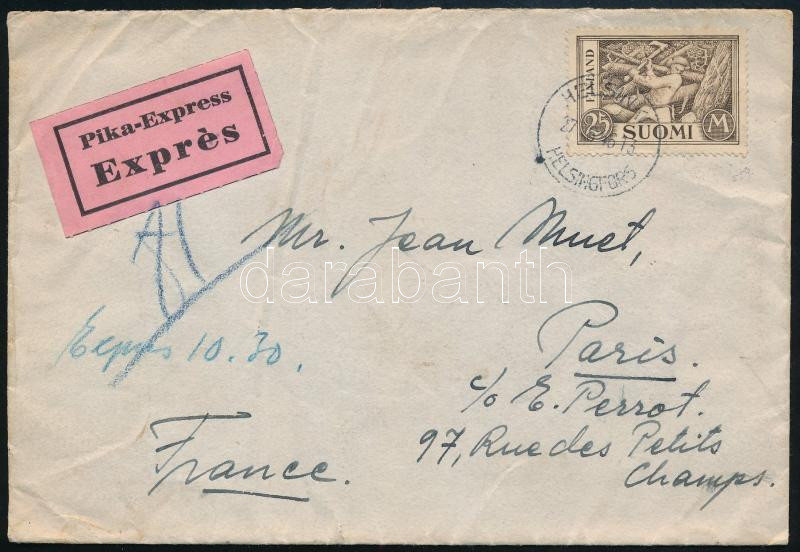 Pika-Express
Exprès
FINLAND
25 SUOMI M
HELSINKI
HELSINGFORS
Mr. Jean Muet,
darabanth
10.30.
Paris.
c/o E. Perrot.
97, Rue des Petits
Champs.
France.